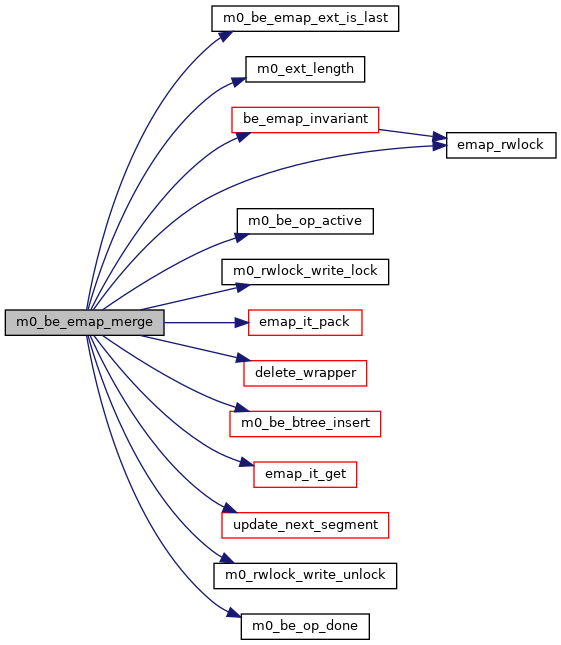 m0_be_emap_ext_is_last
m0_ext_length
be_emap_invariant
emap_rwlock
m0_be_op_active
m0_rwlock_write_lock
m0_be_emap_merge
emap_it_pack
delete_wrapper
m0_be_btree_insert
emap_it_get
update_next_segment
m0_rwlock_write_unlock
m0_be_op_done